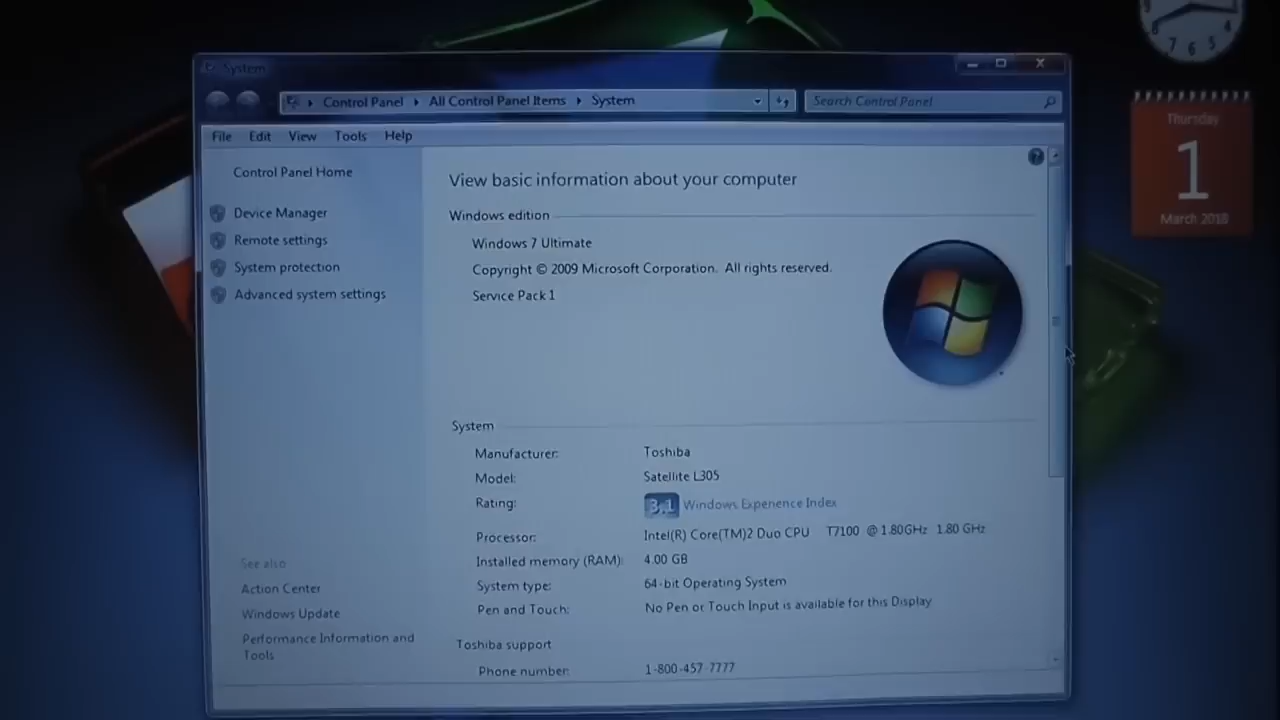 System
Control Panel
All Control Panel Items
System
Search Control Panel
File Edit View Tools Help
Control Panel Home
Device Manager
Remote settings
System protection
Advanced system settings
See also
Action Center
Windows Update
Performance Information and
Tools
View basic information about your computer
Windows edition
Windows 7 Ultimate
Copyright © 2009 Microsoft Corporation. All rights reserved.
Service Pack 1
System
Manufacturer: Toshiba
Model: Satellite L305
Rating: 3.1 Windows Experience Index
Processor: Intel(R) Core(TM)2 Duo CPU T7100 @ 1.80GHz 1.80 GHz
Installed memory (RAM): 4.00 GB
System type: 64-bit Operating System
Pen and Touch: No Pen or Touch Input is available for this Display
Toshiba support
Phone number: 1-800-457-7777
7 6 5 4
Thursday
1
March 2018